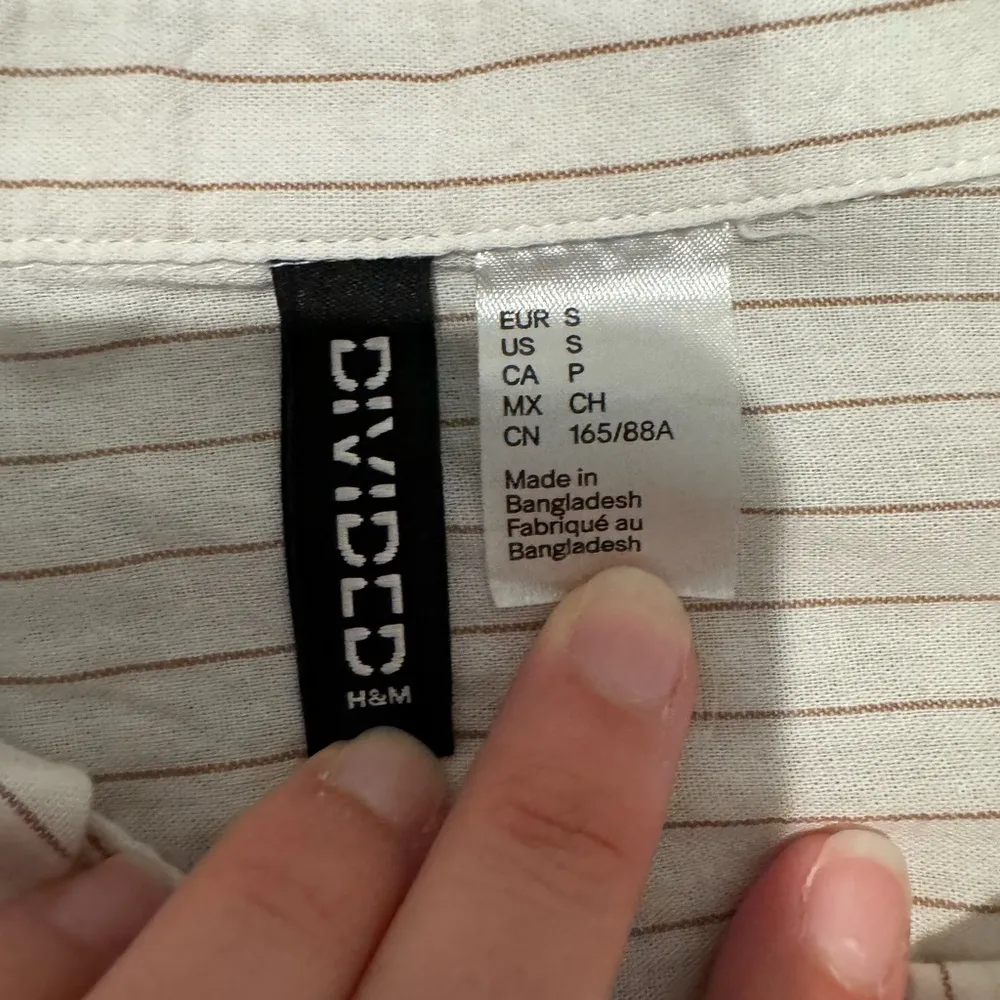 DIVIDED
H&M
EUR S
US S
CA P
MX CH
CN 165/88A
Made in
Bangladesh
Fabriqué au
Bangladesh